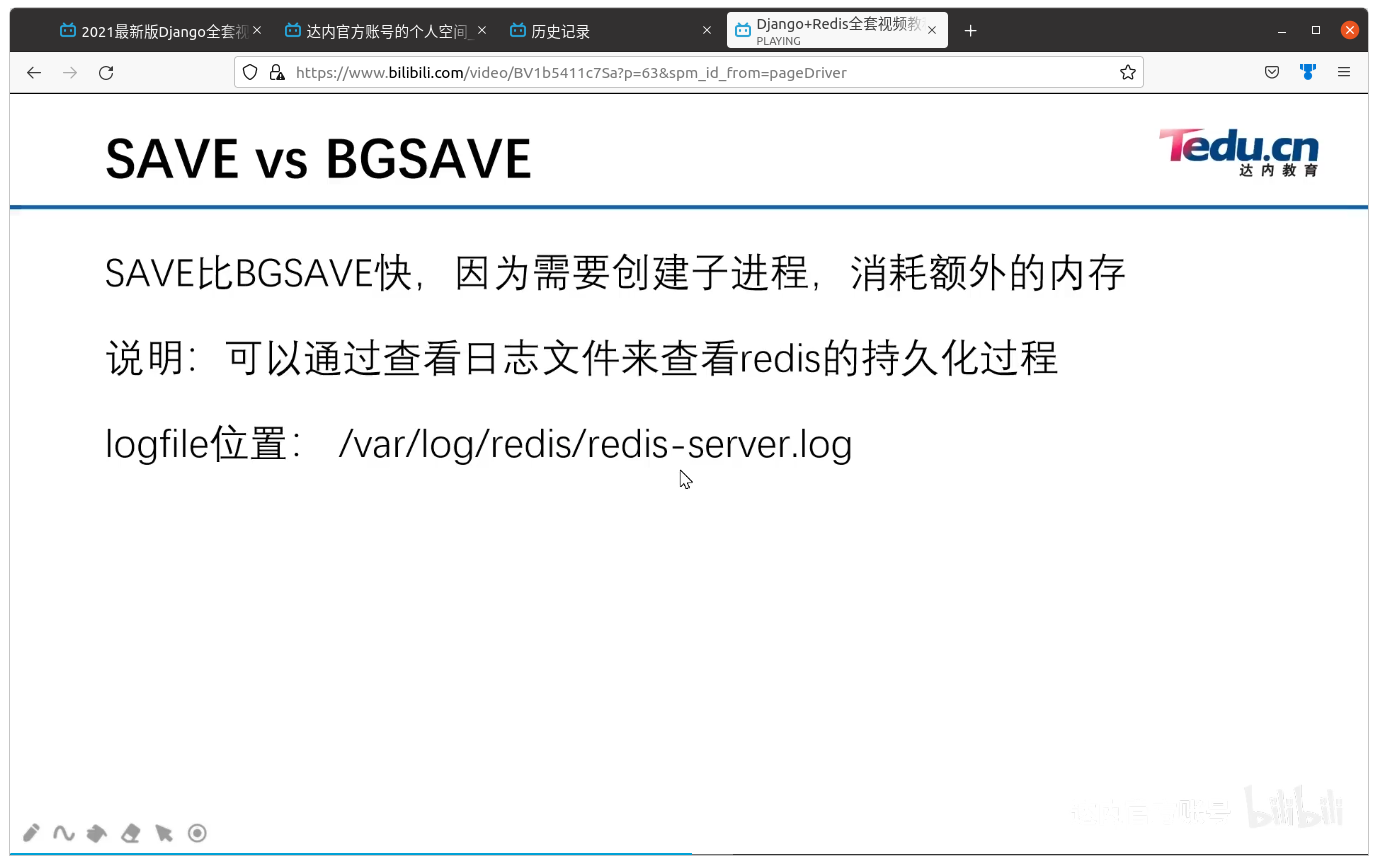 2021最新版Django全套视
达内官方账号的个人空间_
历史记录
Django+Redis全套视频教
PLAYING
https://www.bilibili.com/video/BV1b5411c7Sa?p=63&spm_id_from=pageDriver
SAVE vs BGSAVE
Tedu.cn
达内教育
SAVE比BGSAVE快，因为需要创建子进程，消耗额外的内存
说明：可以通过查看日志文件来查看redis的持久化过程
logfile位置： /var/log/redis/redis-server.log
bilibili